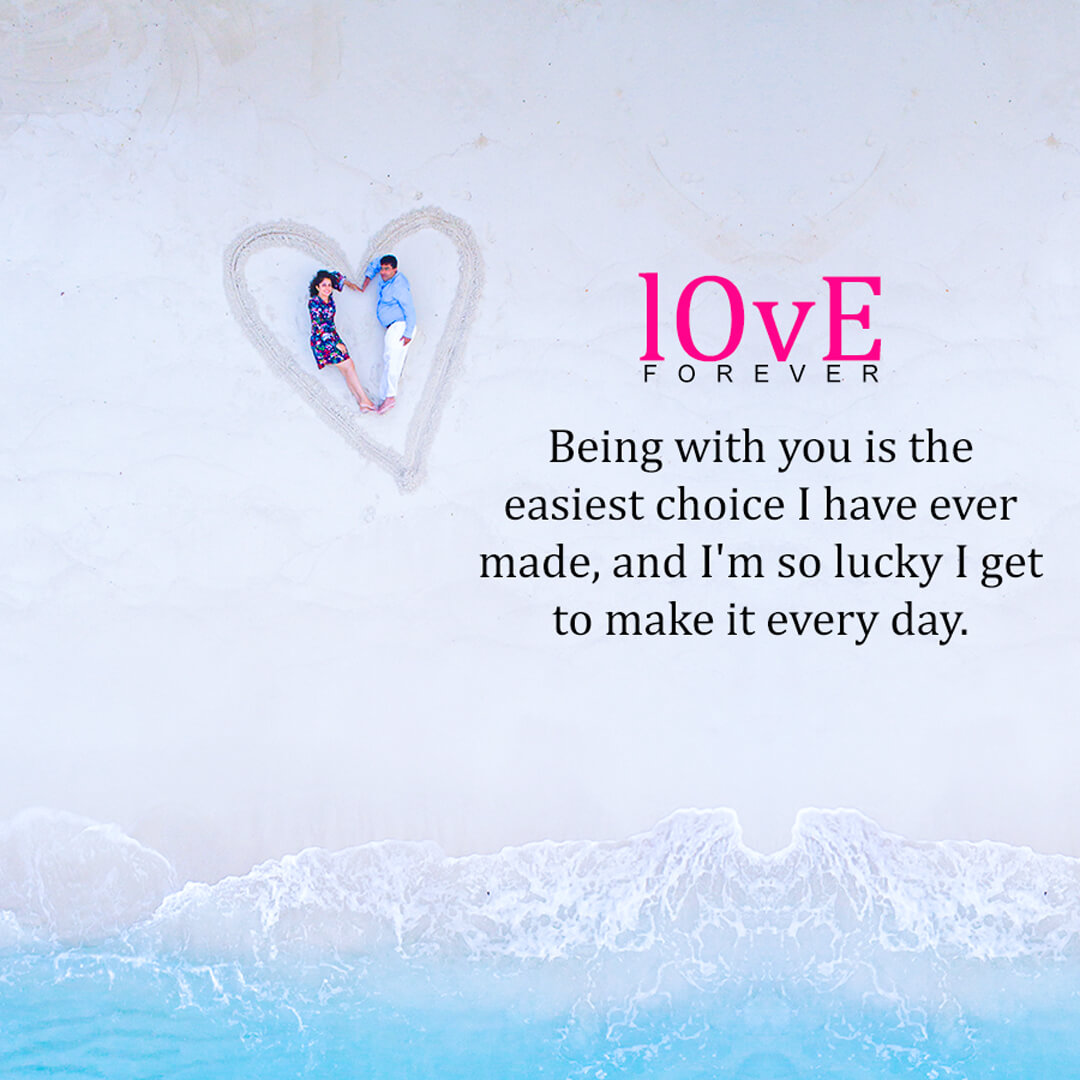 lOvE
FOREVER
Being with you is the
easiest choice I have ever
made, and I'm so lucky I get
to make it every day.